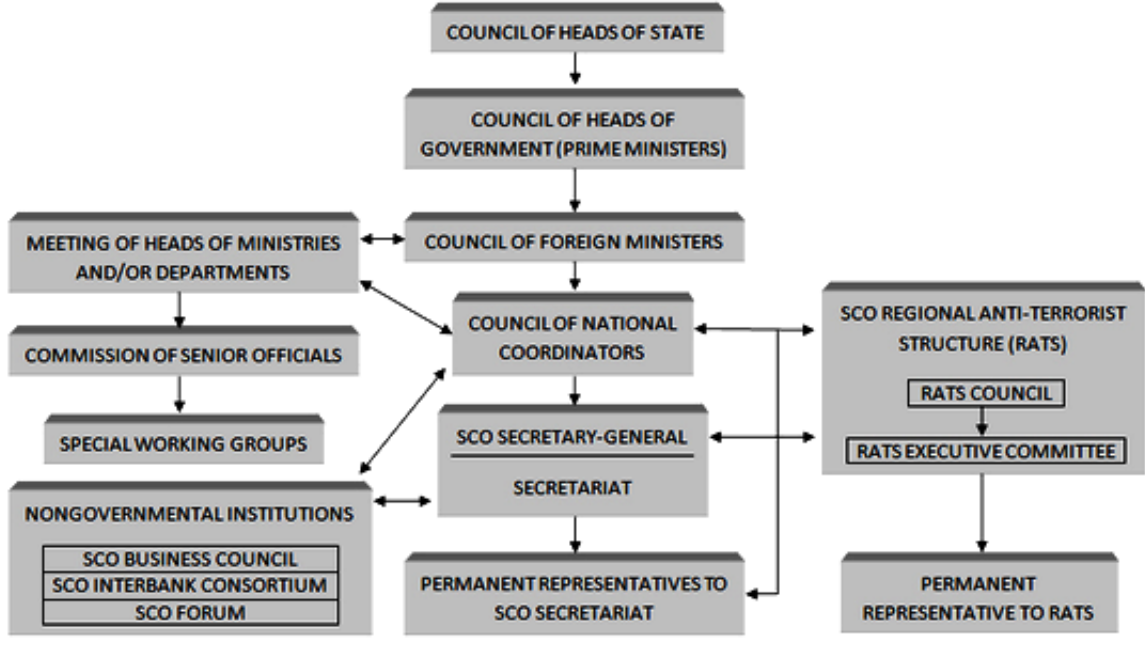 COUNCIL OF HEADS OF STATE
COUNCIL OF HEADS OF
GOVERNMENT (PRIME MINISTERS)
MEETING OF HEADS OF MINISTRIES
AND/OR DEPARTMENTS
COUNCIL OF FOREIGN MINISTERS
COMMISSION OF SENIOR OFFICIALS
SPECIAL WORKING GROUPS
COUNCIL OF NATIONAL
COORDINATORS
SCO REGIONAL ANTI-TERRORIST
STRUCTURE (RATS)
RATS COUNCIL
RATS EXECUTIVE COMMITTEE
SCO SECRETARY-GENERAL
SECRETARIAT
NONGOVERNMENTAL INSTITUTIONS
SCO BUSINESS COUNCIL
SCO INTERBANK CONSORTIUM
SCO FORUM
PERMANENT REPRESENTATIVES TO
SCO SECRETARIAT
PERMANENT
REPRESENTATIVE TO RATS